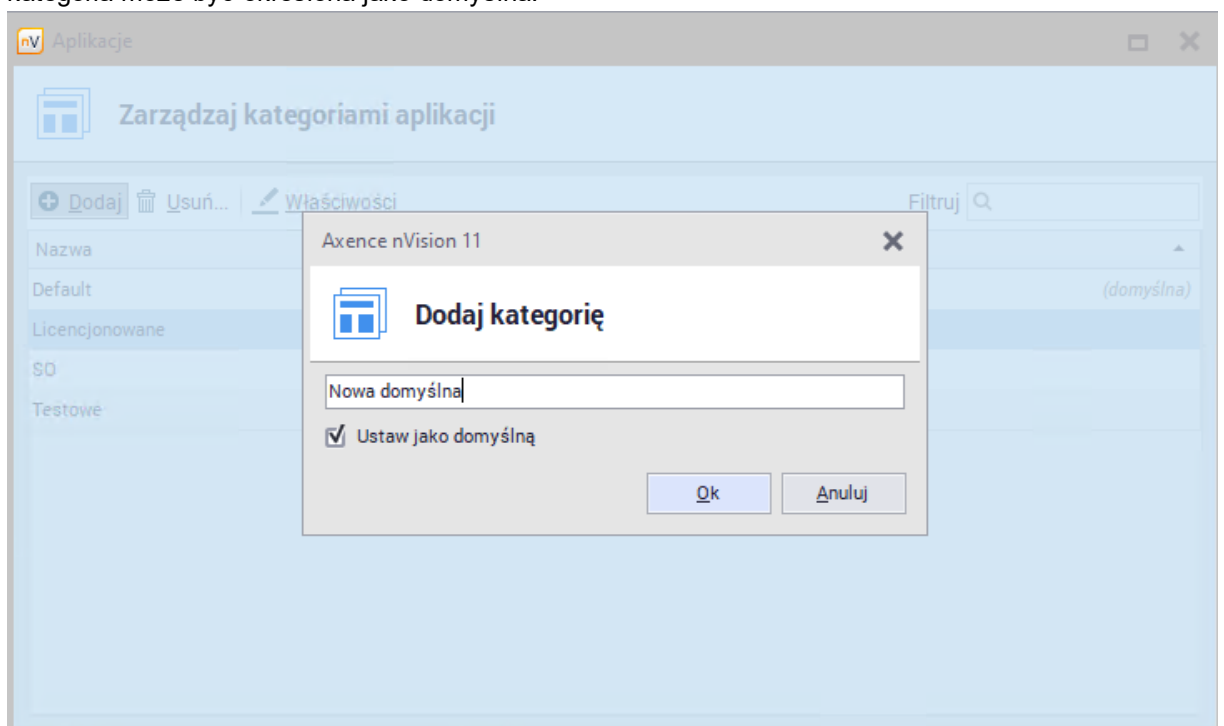 kategoria może być określona jako domyślna.
nV Aplikacje
Zarządzaj kategoriami aplikacji
Dodaj Usuń... Właściwości Filtruj
Axence nVision 11
Nazwa
Dodaj kategorię
Default (domyślna)
Licencjonowane
SO
Nowa domyślna
Testowe
Ustaw jako domyślną
Ok Anuluj